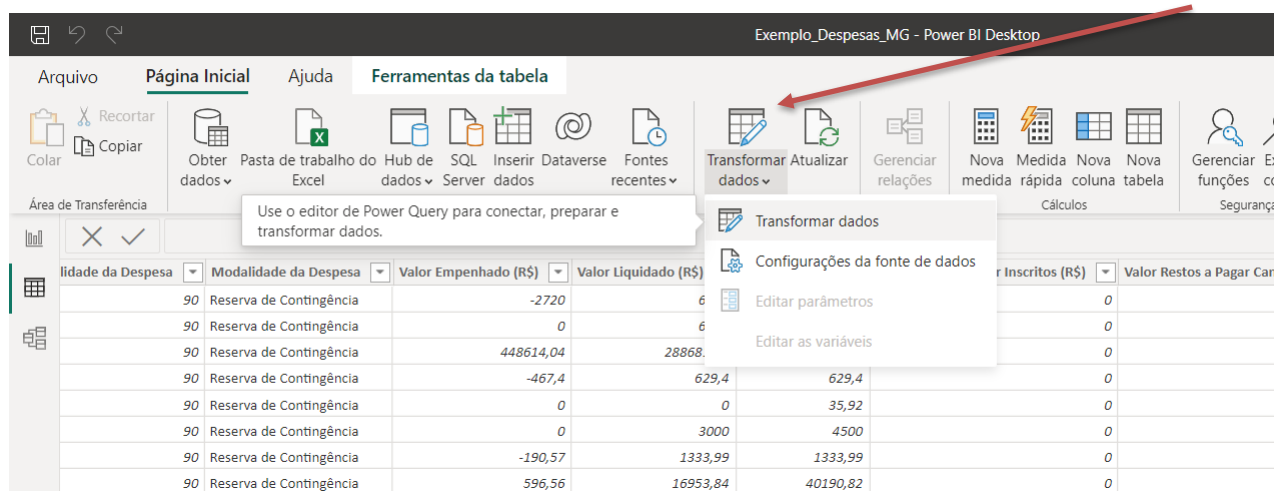 Exemplo_Despesas_MG - Power BI Desktop
Arquivo Página Inicial Ajuda Ferramentas da tabela
Colar
Recortar
Copiar
Área de Transferência
Obter dados
Pasta de trabalho do Excel
Hub de dados
SQL Server
Inserir dados
Dataverse
Fontes recentes
Transformar dados
Atualizar
Gerenciar relações
Nova medida
Medida rápida
Nova coluna
Nova tabela
Cálculos
Gerenciar funções
Use o editor de Power Query para conectar, preparar e
transformar dados.
Transformar dados
Configurações da fonte de dados
Editar parâmetros
Editar as variáveis
lidade da Despesa Modalidade da Despesa Valor Empenhado (R$) Valor Liquidado (R$) r Inscritos (R$) Valor Restos a Pagar Can
90 Reserva de Contingência -2720 0
90 Reserva de Contingência 0 0
90 Reserva de Contingência 448614,04 28868 0
90 Reserva de Contingência -467,4 629,4 629,4 0
90 Reserva de Contingência 0 0 35,92 0
90 Reserva de Contingência 0 3000 4500 0
90 Reserva de Contingência -190,57 1333,99 1333,99 0
90 Reserva de Contingência 596,56 16953,84 40190,82 0